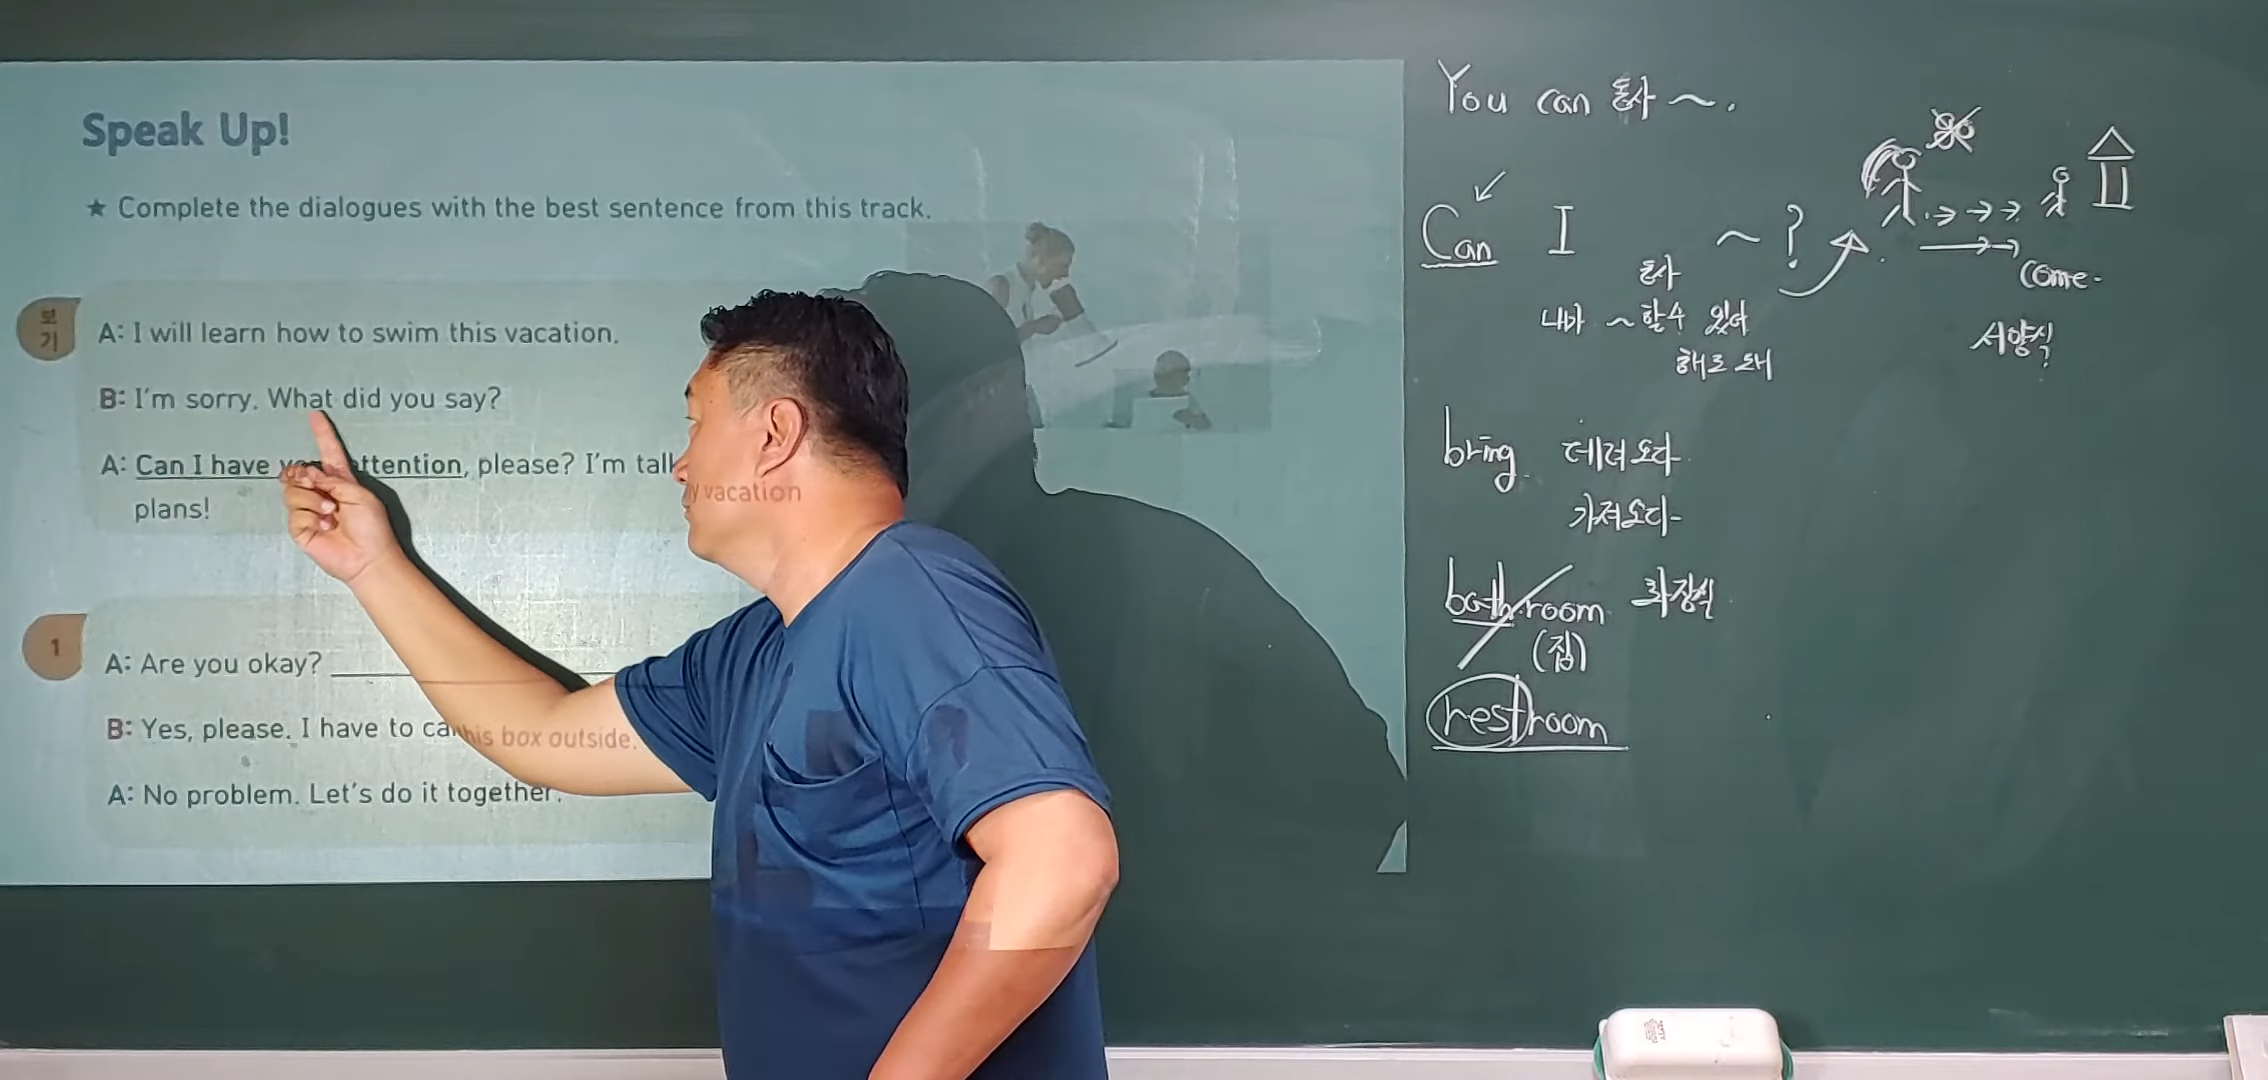 Speak Up!
★ Complete the dialogues with the best sentence from this track.
보기
A: I will learn how to swim this vacation.
B: I'm sorry. What did you say?
A: Can I have attention, please? I'm talk y vacation
plans!
1
A: Are you okay?
B: Yes, please. I have to ca his box outside.
A: No problem. Let's do it together.
You can 동사 ~.
Can I ~?
동사
내가 ~할수 있어
해도 돼
come
서양식
bring 데려오다
가져오다
bathroom 화장실
(집)
restroom